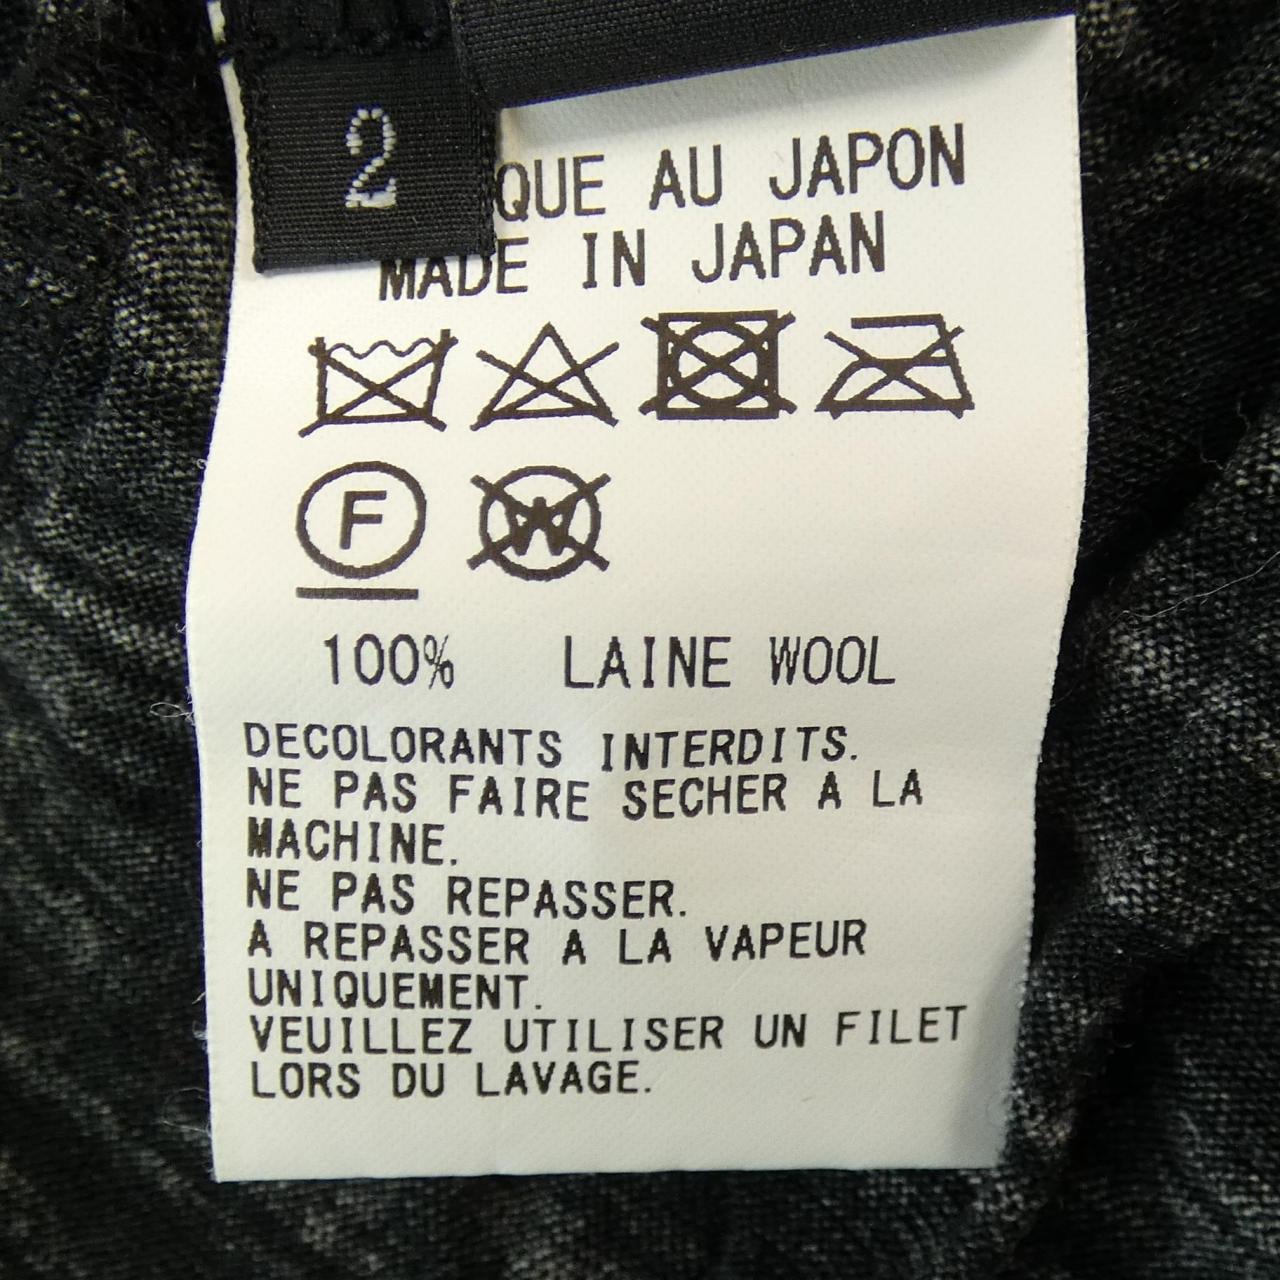 2
QUE AU JAPON
MADE IN JAPAN
F
W
100% LAINE WOOL
DECOLORANTS INTERDITS.
NE PAS FAIRE SECHER A LA
MACHINE.
NE PAS REPASSER.
A REPASSER A LA VAPEUR
UNIQUEMENT.
VEUILLEZ UTILISER UN FILET
LORS DU LAVAGE.